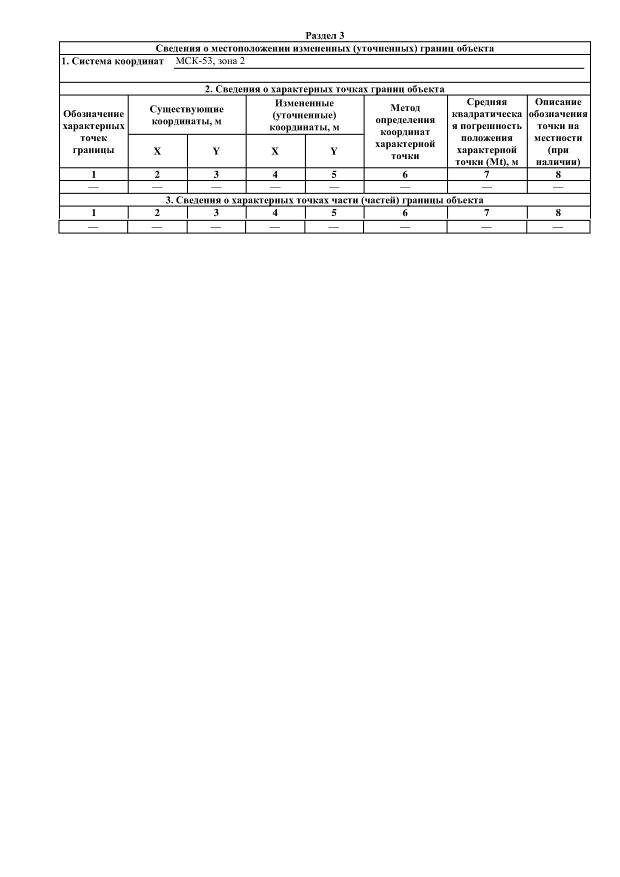 Раздел 3
Сведения о местоположении измененных (уточненных) границ объекта
1. Система координат МСК-53, зона 2
2. Сведения о характерных точках границ объекта
Обозначение
характерных
точек
границы
Существующие
координаты, м
Измененные
(уточненные)
координаты, м
Метод
определения
координат
характерной
точки
Средняя
квадратическа
я погрешность
положения
характерной
точки (Mt), м
Описание
обозначения
точки на
местности
(при
наличии)
X Y X Y
1 2 3 4 5 6 7 8
— — — — — — — —
3. Сведения о характерных точках части (частей) границы объекта
1 2 3 4 5 6 7 8
— — — — — — — —